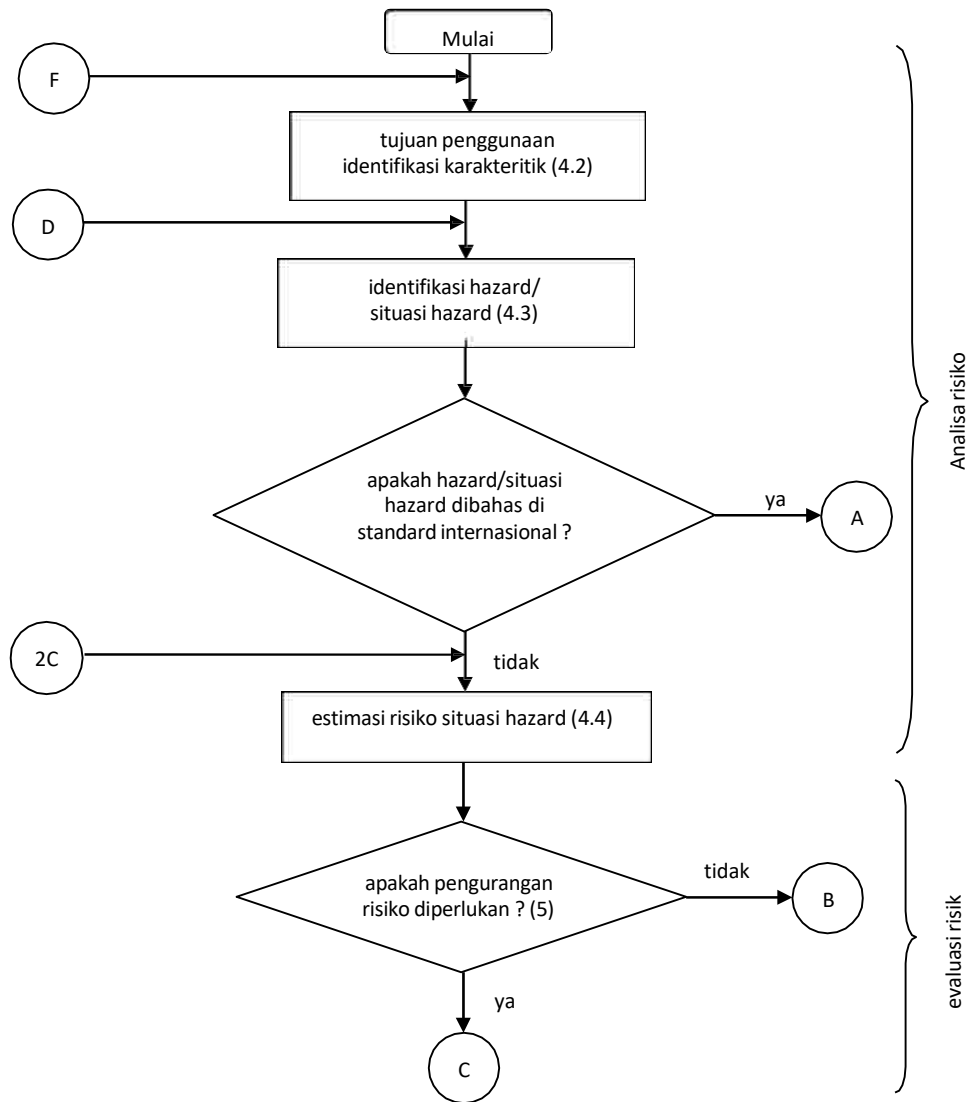 Mulai
F
tujuan penggunaan
identifikasi karakteritik (4.2)
D
identifikasi hazard/
situasi hazard (4.3)
apakah hazard/situasi
hazard dibahas di
standard internasional ?
ya
A
Analisa risiko
2C
tidak
estimasi risiko situasi hazard (4.4)
apakah pengurangan
risiko diperlukan ? (5)
tidak
B
evaluasi risik
ya
C